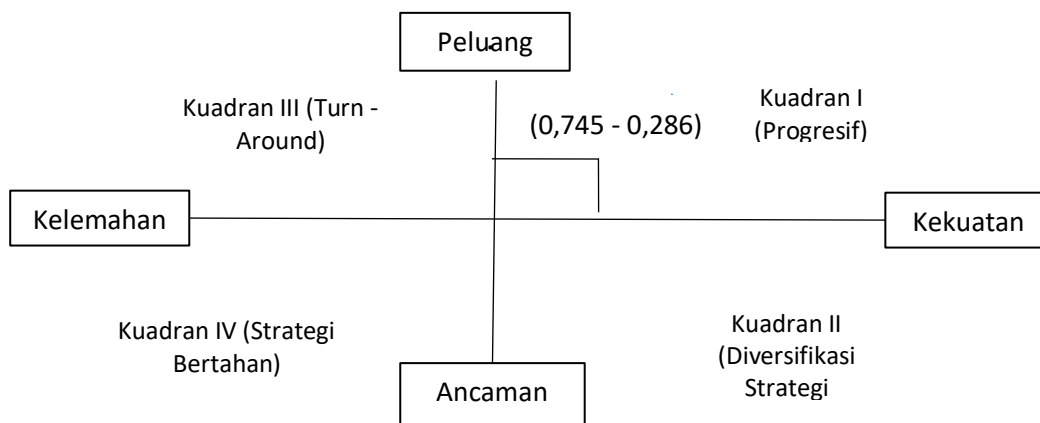 Peluang
Kuadran III (Turn -
Around)
(0,745 - 0,286)
Kuadran I
(Progresif)
Kelemahan
Kekuatan
Kuadran IV (Strategi
Bertahan)
Kuadran II
(Diversifikasi
Strategi
Ancaman